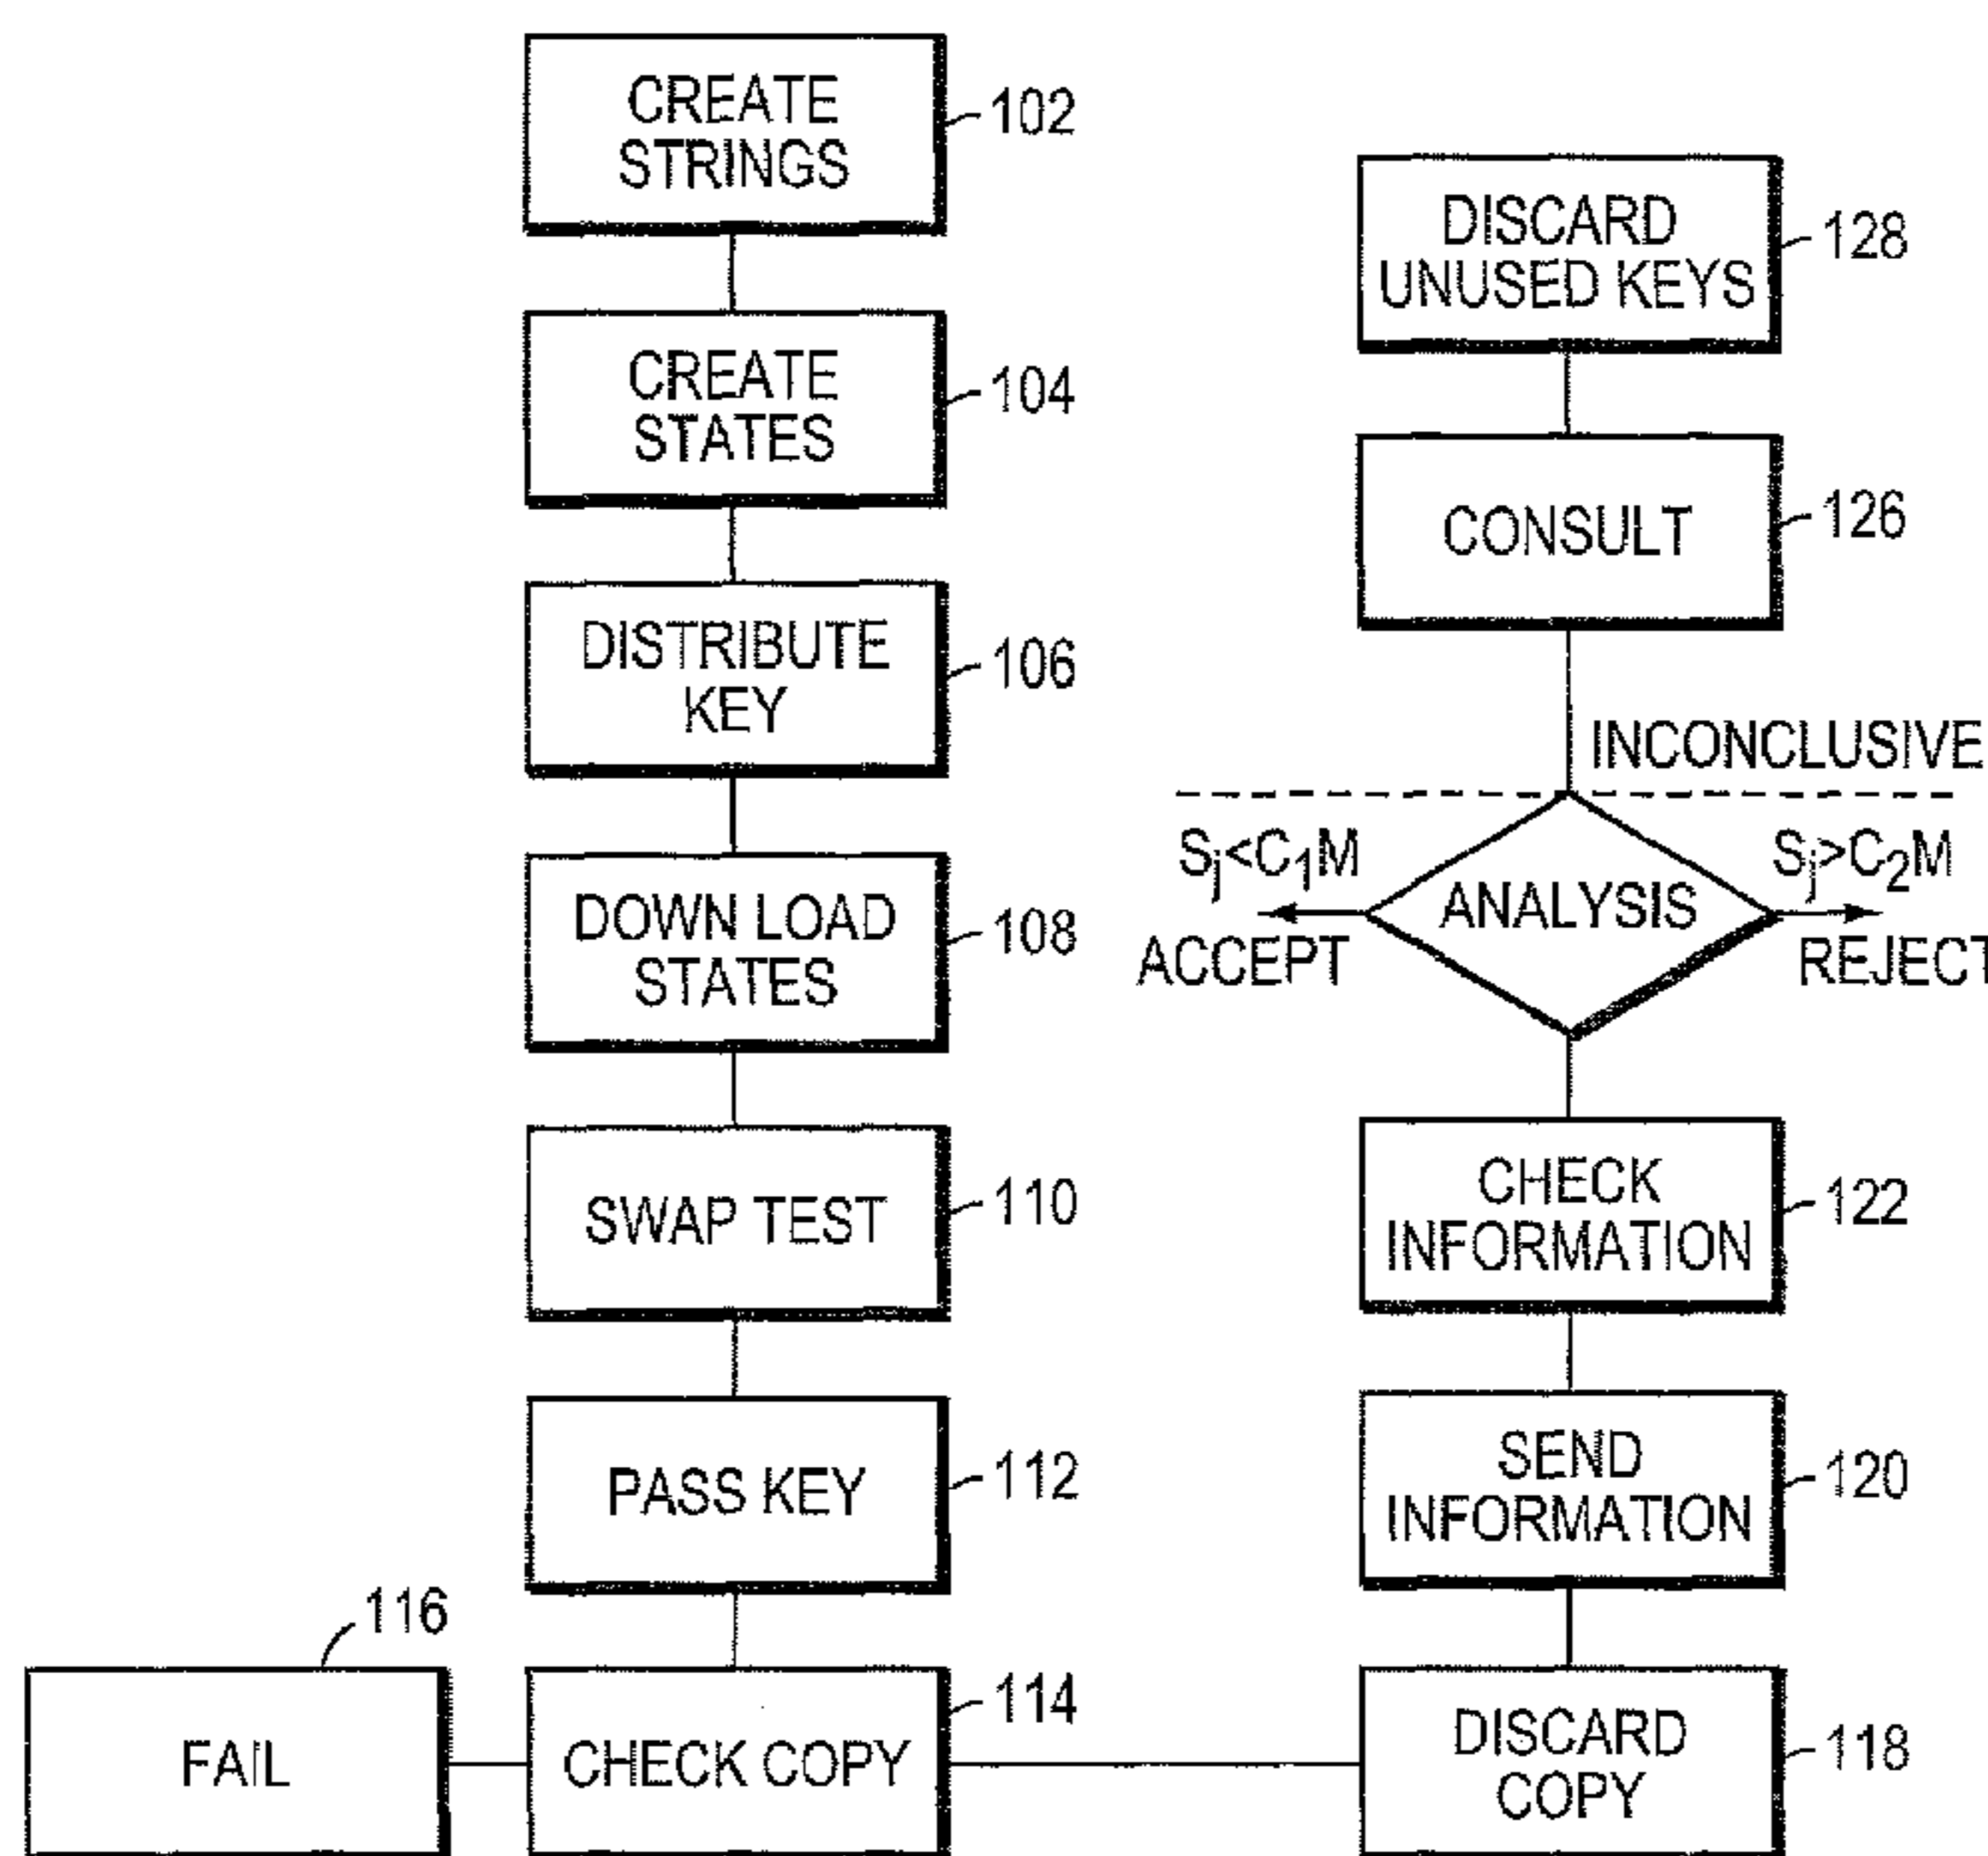 CREATE
STRINGS
102
CREATE
STATES
104
DISTRIBUTE
KEY
106
DOWN LOAD
STATES
108
SWAP TEST
110
PASS KEY
112
CHECK COPY
114
FAIL
116
DISCARD
COPY
118
SEND
INFORMATION
120
CHECK
INFORMATION
122
ANALYSIS
Sj<C1M
ACCEPT
Sj>C2M
REJECT
INCONCLUSIVE
CONSULT
126
DISCARD
UNUSED KEYS
128